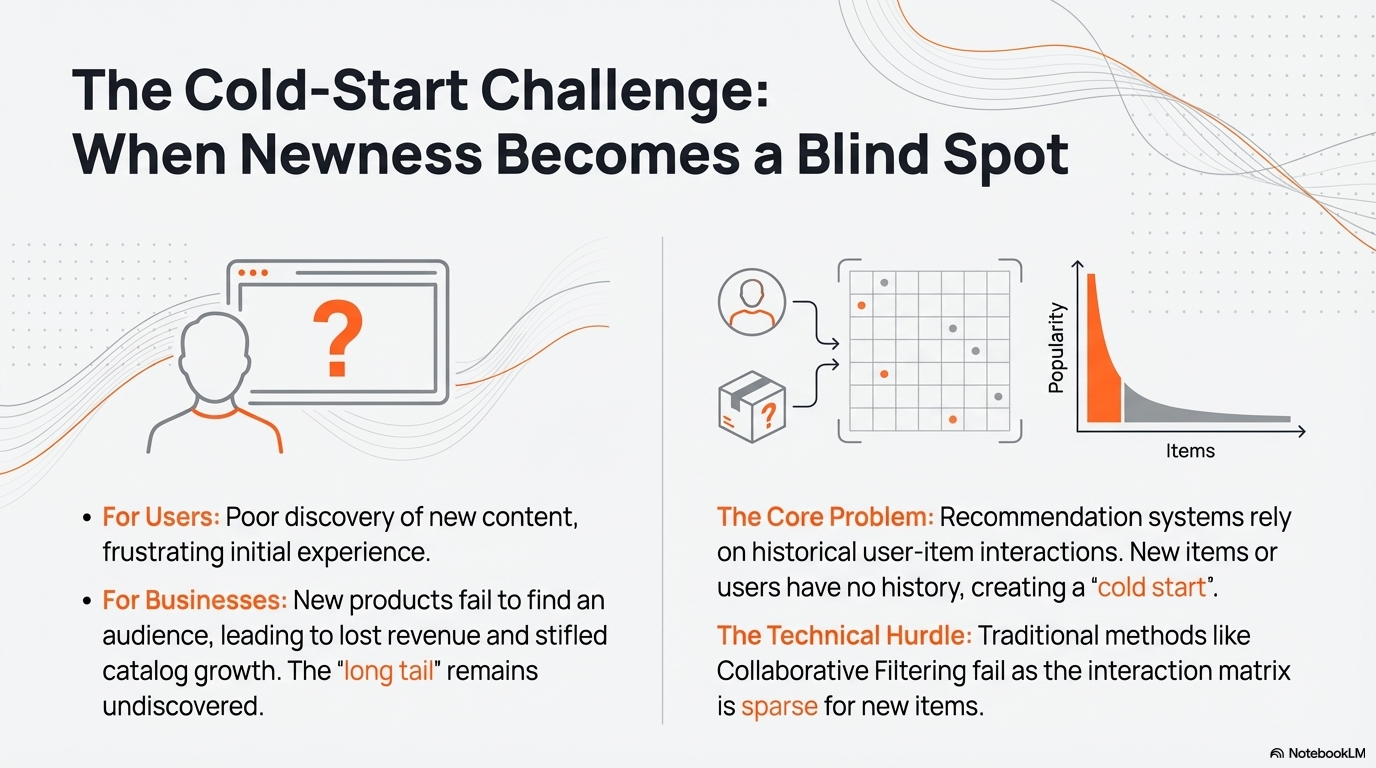 The Cold-Start Challenge:
When Newness Becomes a Blind Spot
?
?
Popularity
Items
• For Users: Poor discovery of new content,
frustrating initial experience.
• For Businesses: New products fail to find an
audience, leading to lost revenue and stifled
catalog growth. The "long tail" remains
undiscovered.
The Core Problem: Recommendation systems rely
on historical user-item interactions. New items or
users have no history, creating a "cold start".
The Technical Hurdle: Traditional methods like
Collaborative Filtering fail as the interaction matrix
is sparse for new items.
NotebookLM